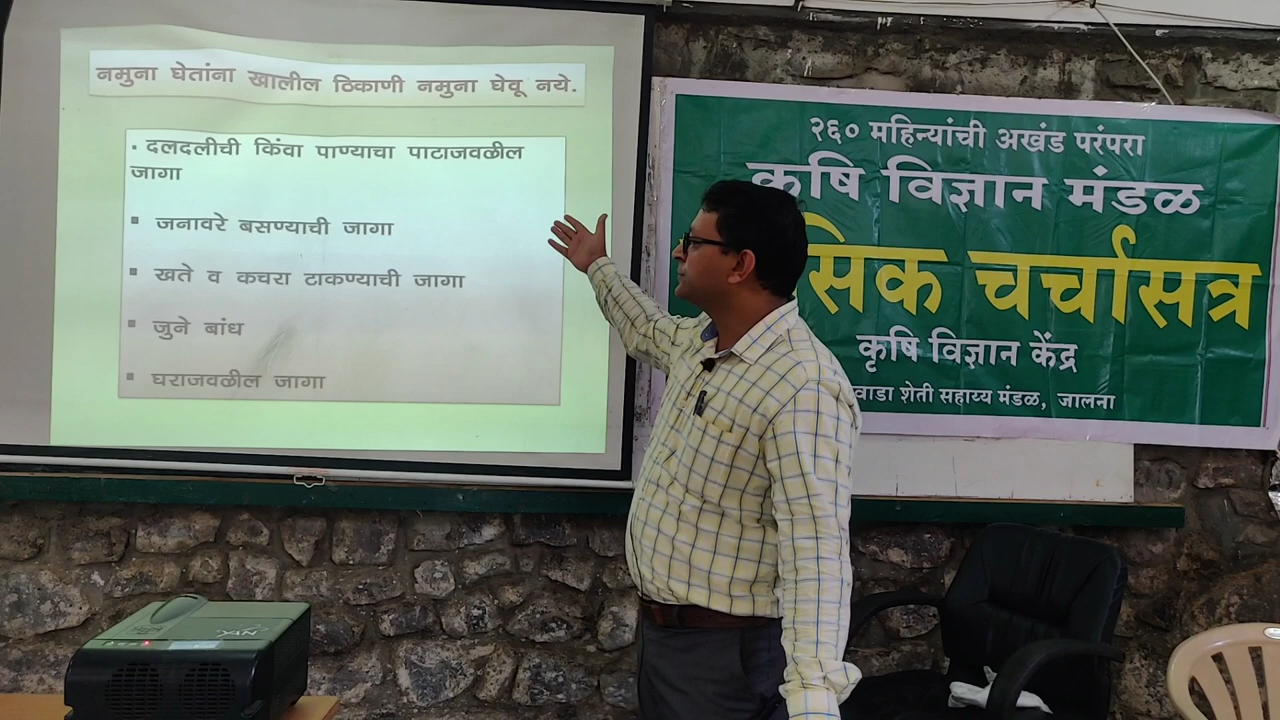 नमुना घेतांना खालील ठिकाणी नमुना घेवू नये.
▪ दलदलीची किंवा पाण्याचा पाटाजवळील
जागा
▪ जनावरे बसण्याची जागा
▪ खते व कचरा टाकण्याची जागा
▪ जुने बांध
▪ घराजवळील जागा
२६० महिन्यांची अखंड परंपरा
कृषि विज्ञान मंडळ
सिक चर्चासत्र
कृषि विज्ञान केंद्र
वाडा शेती सहाय्य मंडळ, जालना